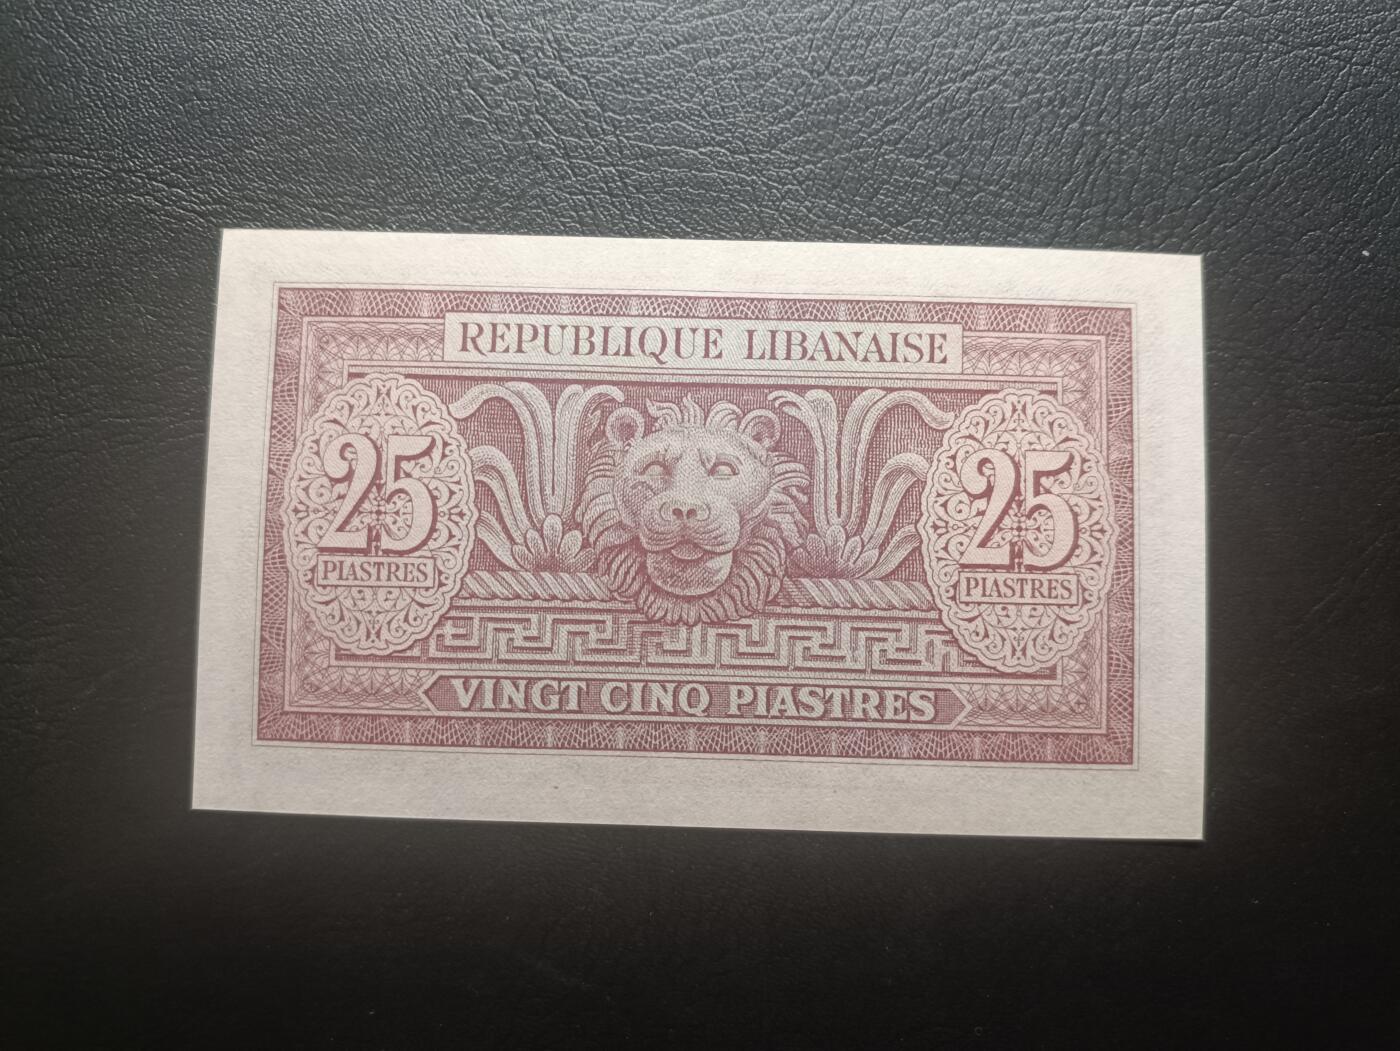 REPUBLIQUE LIBANAISE
25
PIASTRES
25
PIASTRES
VINGT CINQ PIASTRES